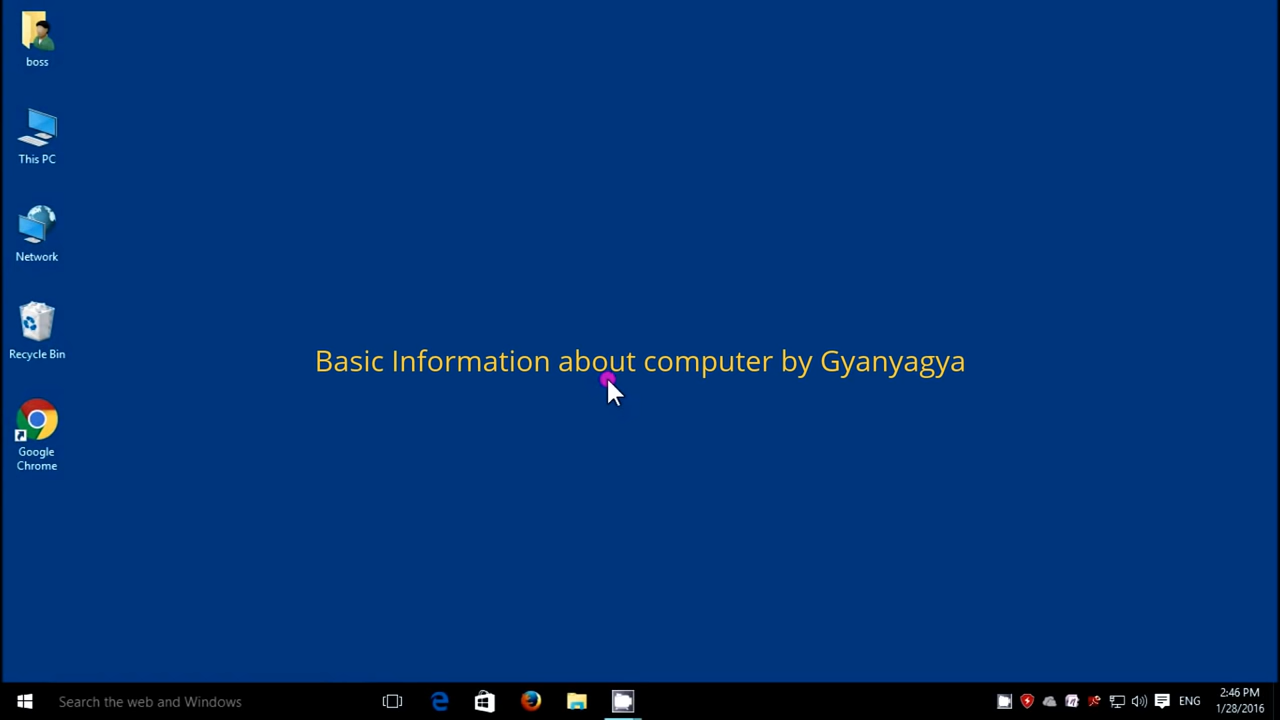 boss
This PC
Network
Recycle Bin
Google
Chrome
Basic Information about computer by Gyanyagya
Search the web and Windows
ENG
2:46 PM
1/28/2016